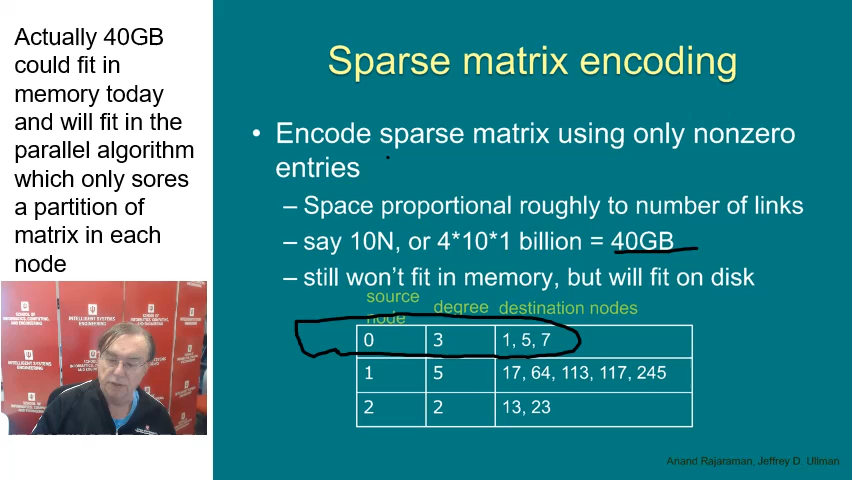 Actually 40GB
could fit in
memory today
and will fit in the
parallel algorithm
which only sores
a partition of
matrix in each
node
Sparse matrix encoding
• Encode sparse matrix using only nonzero
entries
– Space proportional roughly to number of links
– say 10N, or 4*10*1 billion = 40GB
– still won't fit in memory, but will fit on disk
source
node degree destination nodes
0 3 1, 5, 7
1 5 17, 64, 113, 117, 245
2 2 13, 23
Anand Rajaraman, Jeffrey D. Ullman
INTELLIGENT SYSTEMS
ENGINEERING